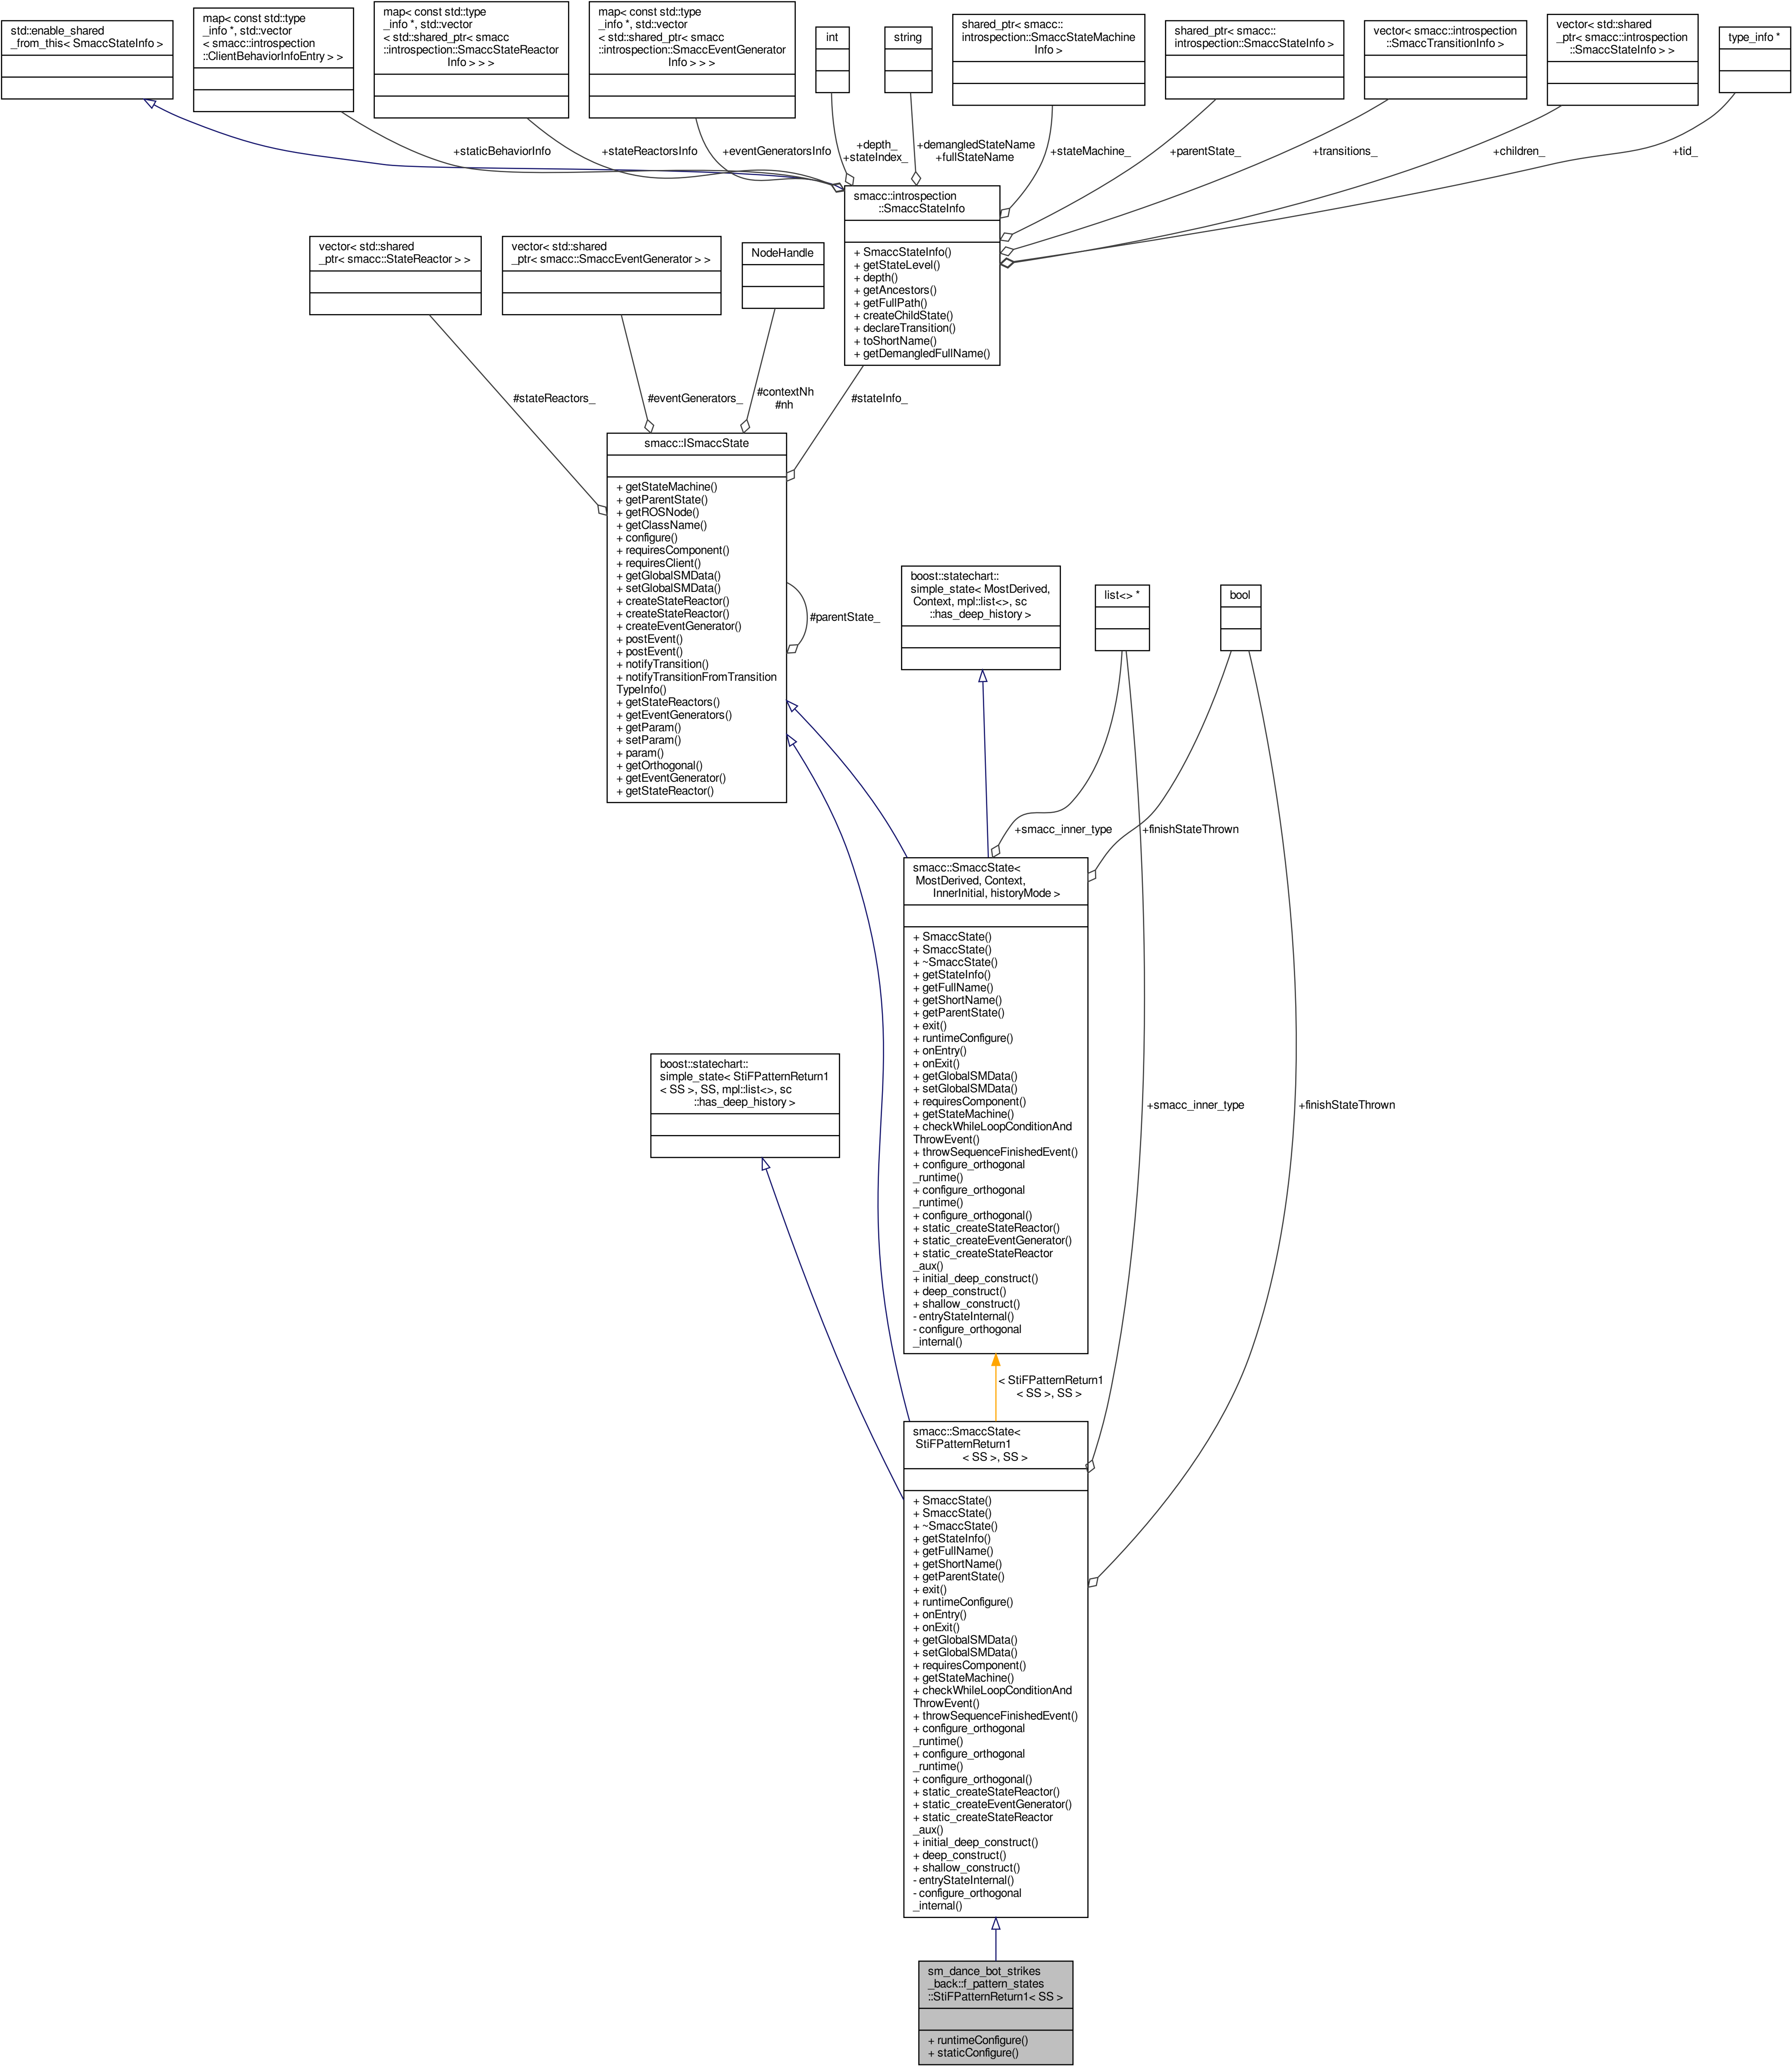 std::enable_shared
_from_this< SmaccStateInfo >
map< const std::type
_info *, std::vector
< smacc::introspection
::ClientBehaviorInfoEntry > >
map< const std::type
_info *, std::vector
< std::shared_ptr< smacc
::introspection::SmaccStateReactor
Info > > >
map< const std::type
_info *, std::vector
< std::shared_ptr< smacc
::introspection::SmaccEventGenerator
Info > > >
int
string
shared_ptr< smacc::
introspection::SmaccStateMachine
Info >
shared_ptr< smacc::
introspection::SmaccStateInfo >
vector< smacc::introspection
::SmaccTransitionInfo >
vector< std::shared
_ptr< smacc::introspection
::SmaccStateInfo > >
type_info *
+staticBehaviorInfo
+stateReactorsInfo
+eventGeneratorsInfo
+depth_
+stateIndex_
+demangledStateName
+fullStateName
+stateMachine_
+parentState_
+transitions_
+children_
+tid_
smacc::introspection
::SmaccStateInfo
+ SmaccStateInfo()
+ getStateLevel()
+ depth()
+ getAncestors()
+ getFullPath()
+ createChildState()
+ declareTransition()
+ toShortName()
+ getDemangledFullName()
vector< std::shared
_ptr< smacc::StateReactor > >
vector< std::shared
_ptr< smacc::SmaccEventGenerator > >
NodeHandle
#stateReactors_
#eventGenerators_
#contextNh
#nh
#stateInfo_
smacc::ISmaccState
+ getStateMachine()
+ getParentState()
+ getROSNode()
+ getClassName()
+ configure()
+ requiresComponent()
+ requiresClient()
+ getGlobalSMData()
+ setGlobalSMData()
+ createStateReactor()
+ createStateReactor()
+ createEventGenerator()
+ postEvent()
+ postEvent()
+ notifyTransition()
+ notifyTransitionFromTransition
TypeInfo()
+ getStateReactors()
+ getEventGenerators()
+ getParam()
+ setParam()
+ param()
+ getOrthogonal()
+ getEventGenerator()
+ getStateReactor()
#parentState_
boost::statechart::
simple_state< MostDerived,
Context, mpl::list<>, sc
::has_deep_history >
list<> *
bool
+smacc_inner_type
+finishStateThrown
smacc::SmaccState<
MostDerived, Context,
InnerInitial, historyMode >
+ SmaccState()
+ SmaccState()
+ ~SmaccState()
+ getStateInfo()
+ getFullName()
+ getShortName()
+ getParentState()
+ exit()
+ runtimeConfigure()
+ onEntry()
+ onExit()
+ getGlobalSMData()
+ setGlobalSMData()
+ requiresComponent()
+ getStateMachine()
+ checkWhileLoopConditionAnd
ThrowEvent()
+ throwSequenceFinishedEvent()
+ configure_orthogonal
_runtime()
+ configure_orthogonal
_runtime()
+ configure_orthogonal()
+ static_createStateReactor()
+ static_createEventGenerator()
+ static_createStateReactor
_aux()
+ initial_deep_construct()
+ deep_construct()
+ shallow_construct()
- entryStateInternal()
- configure_orthogonal
_internal()
boost::statechart::
simple_state< StiFPatternReturn1
< SS >, SS, mpl::list<>, sc
::has_deep_history >
+smacc_inner_type
+finishStateThrown
< StiFPatternReturn1
< SS >, SS >
smacc::SmaccState<
StiFPatternReturn1
< SS >, SS >
+ SmaccState()
+ SmaccState()
+ ~SmaccState()
+ getStateInfo()
+ getFullName()
+ getShortName()
+ getParentState()
+ exit()
+ runtimeConfigure()
+ onEntry()
+ onExit()
+ getGlobalSMData()
+ setGlobalSMData()
+ requiresComponent()
+ getStateMachine()
+ checkWhileLoopConditionAnd
ThrowEvent()
+ throwSequenceFinishedEvent()
+ configure_orthogonal
_runtime()
+ configure_orthogonal
_runtime()
+ configure_orthogonal()
+ static_createStateReactor()
+ static_createEventGenerator()
+ static_createStateReactor
_aux()
+ initial_deep_construct()
+ deep_construct()
+ shallow_construct()
- entryStateInternal()
- configure_orthogonal
_internal()
sm_dance_bot_strikes
_back::f_pattern_states
::StiFPatternReturn1< SS >
+ runtimeConfigure()
+ staticConfigure()